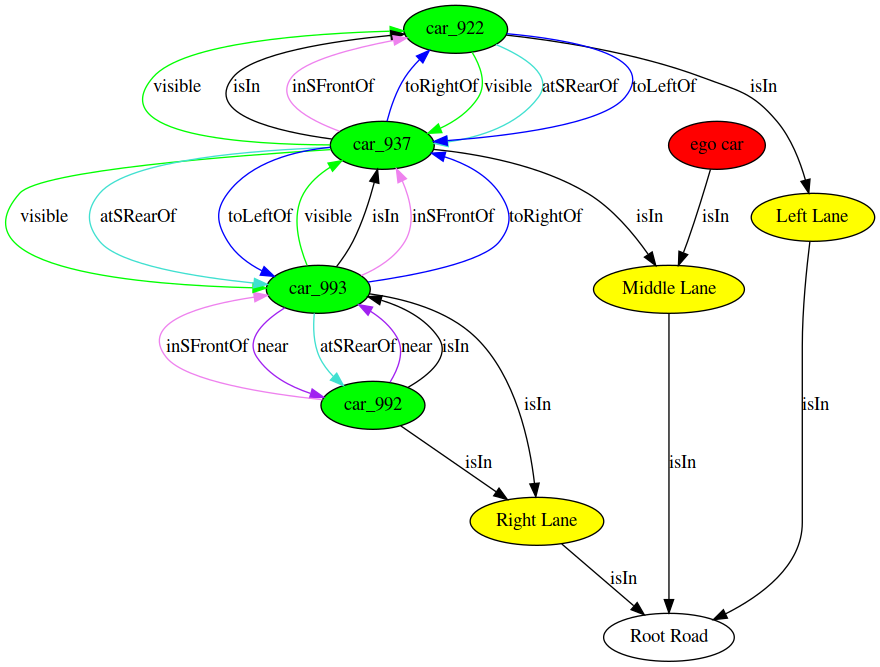 car_922
visible isIn inSFrontOf toRightOf visible atSRearOf toLeftOf isIn
car_937 ego car
visible atSRearOf toLeftOf visible isIn inSFrontOf toRightOf isIn isIn Left Lane
car_993 Middle Lane
inSFrontOf near atSRearOf near isIn
car_992 isIn isIn
isIn isIn
Right Lane
isIn
Root Road